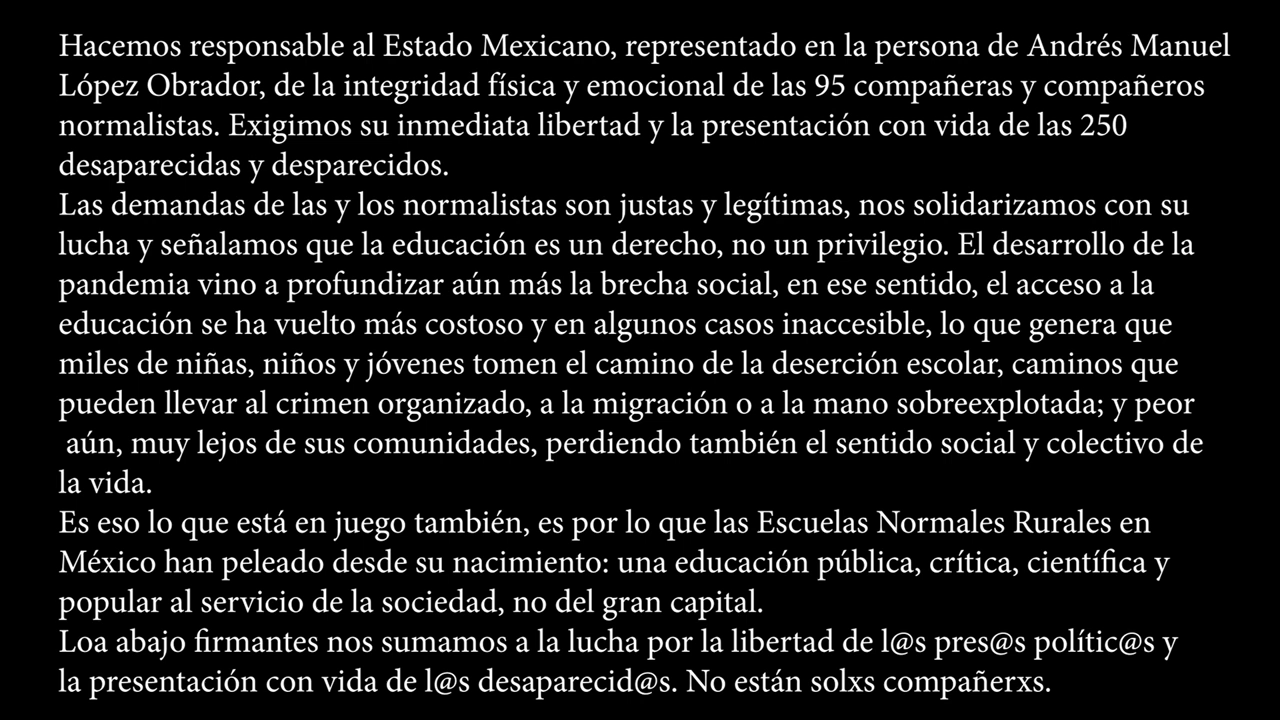 Hacemos responsable al Estado Mexicano, representado en la persona de Andrés Manuel
López Obrador, de la integridad física y emocional de las 95 compañeras y compañeros
normalistas. Exigimos su inmediata libertad y la presentación con vida de las 250
desaparecidas y desparecidos.
Las demandas de las y los normalistas son justas y legítimas, nos solidarizamos con su
lucha y señalamos que la educación es un derecho, no un privilegio. El desarrollo de la
pandemia vino a profundizar aún más la brecha social, en ese sentido, el acceso a la
educación se ha vuelto más costoso y en algunos casos inaccesible, lo que genera que
miles de niñas, niños y jóvenes tomen el camino de la deserción escolar, caminos que
pueden llevar al crimen organizado, a la migración o a la mano sobreexplotada; y peor
aún, muy lejos de sus comunidades, perdiendo también el sentido social y colectivo de
la vida.
Es eso lo que está en juego también, es por lo que las Escuelas Normales Rurales en
México han peleado desde su nacimiento: una educación pública, crítica, científica y
popular al servicio de la sociedad, no del gran capital.
Loa abajo firmantes nos sumamos a la lucha por la libertad de l@s pres@s polític@s y
la presentación con vida de l@s desaparecid@s. No están solxs compañerxs.